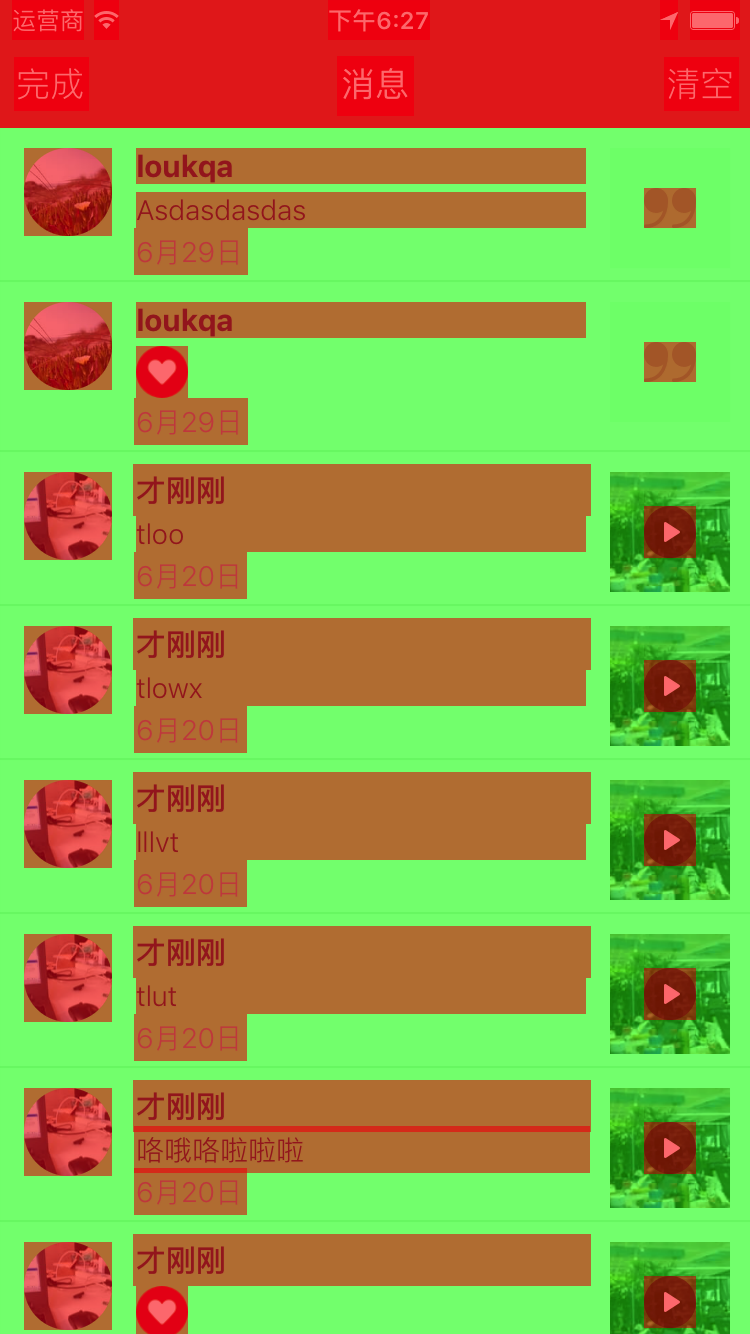 运营商 下午6:27
完成 消息 清空
loukqa
Asdasdasdas
6月29日
loukqa
6月29日
才刚刚
tloo
6月20日
才刚刚
tlowx
6月20日
才刚刚
lllvt
6月20日
才刚刚
tlut
6月20日
才刚刚
咯哦咯啦啦啦
6月20日
才刚刚